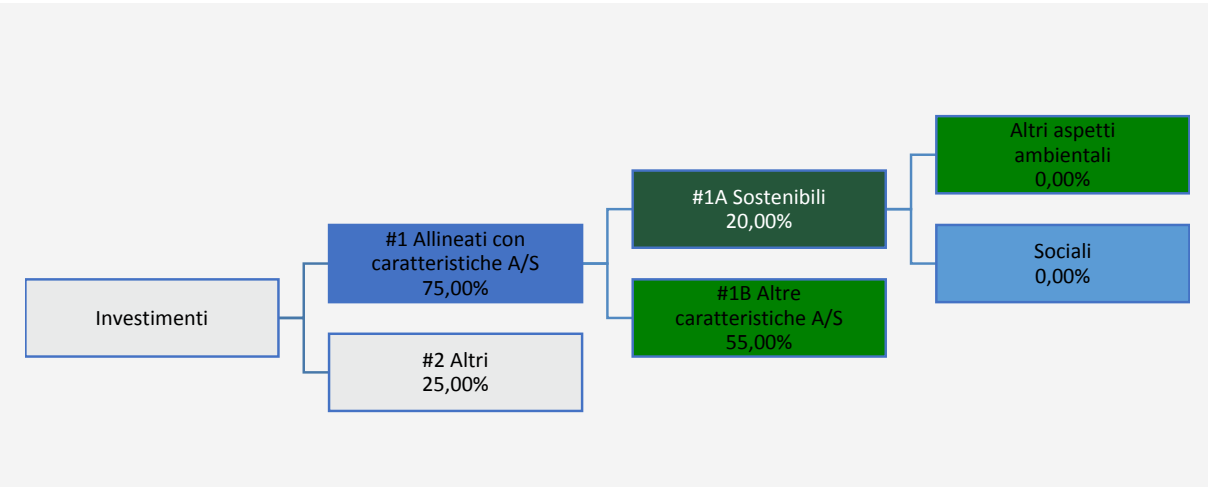 Investimenti
#1 Allineati con
caratteristiche A/S
75,00%
#2 Altri
25,00%
#1A Sostenibili
20,00%
#1B Altre
caratteristiche A/S
55,00%
Altri aspetti
ambientali
0,00%
Sociali
0,00%